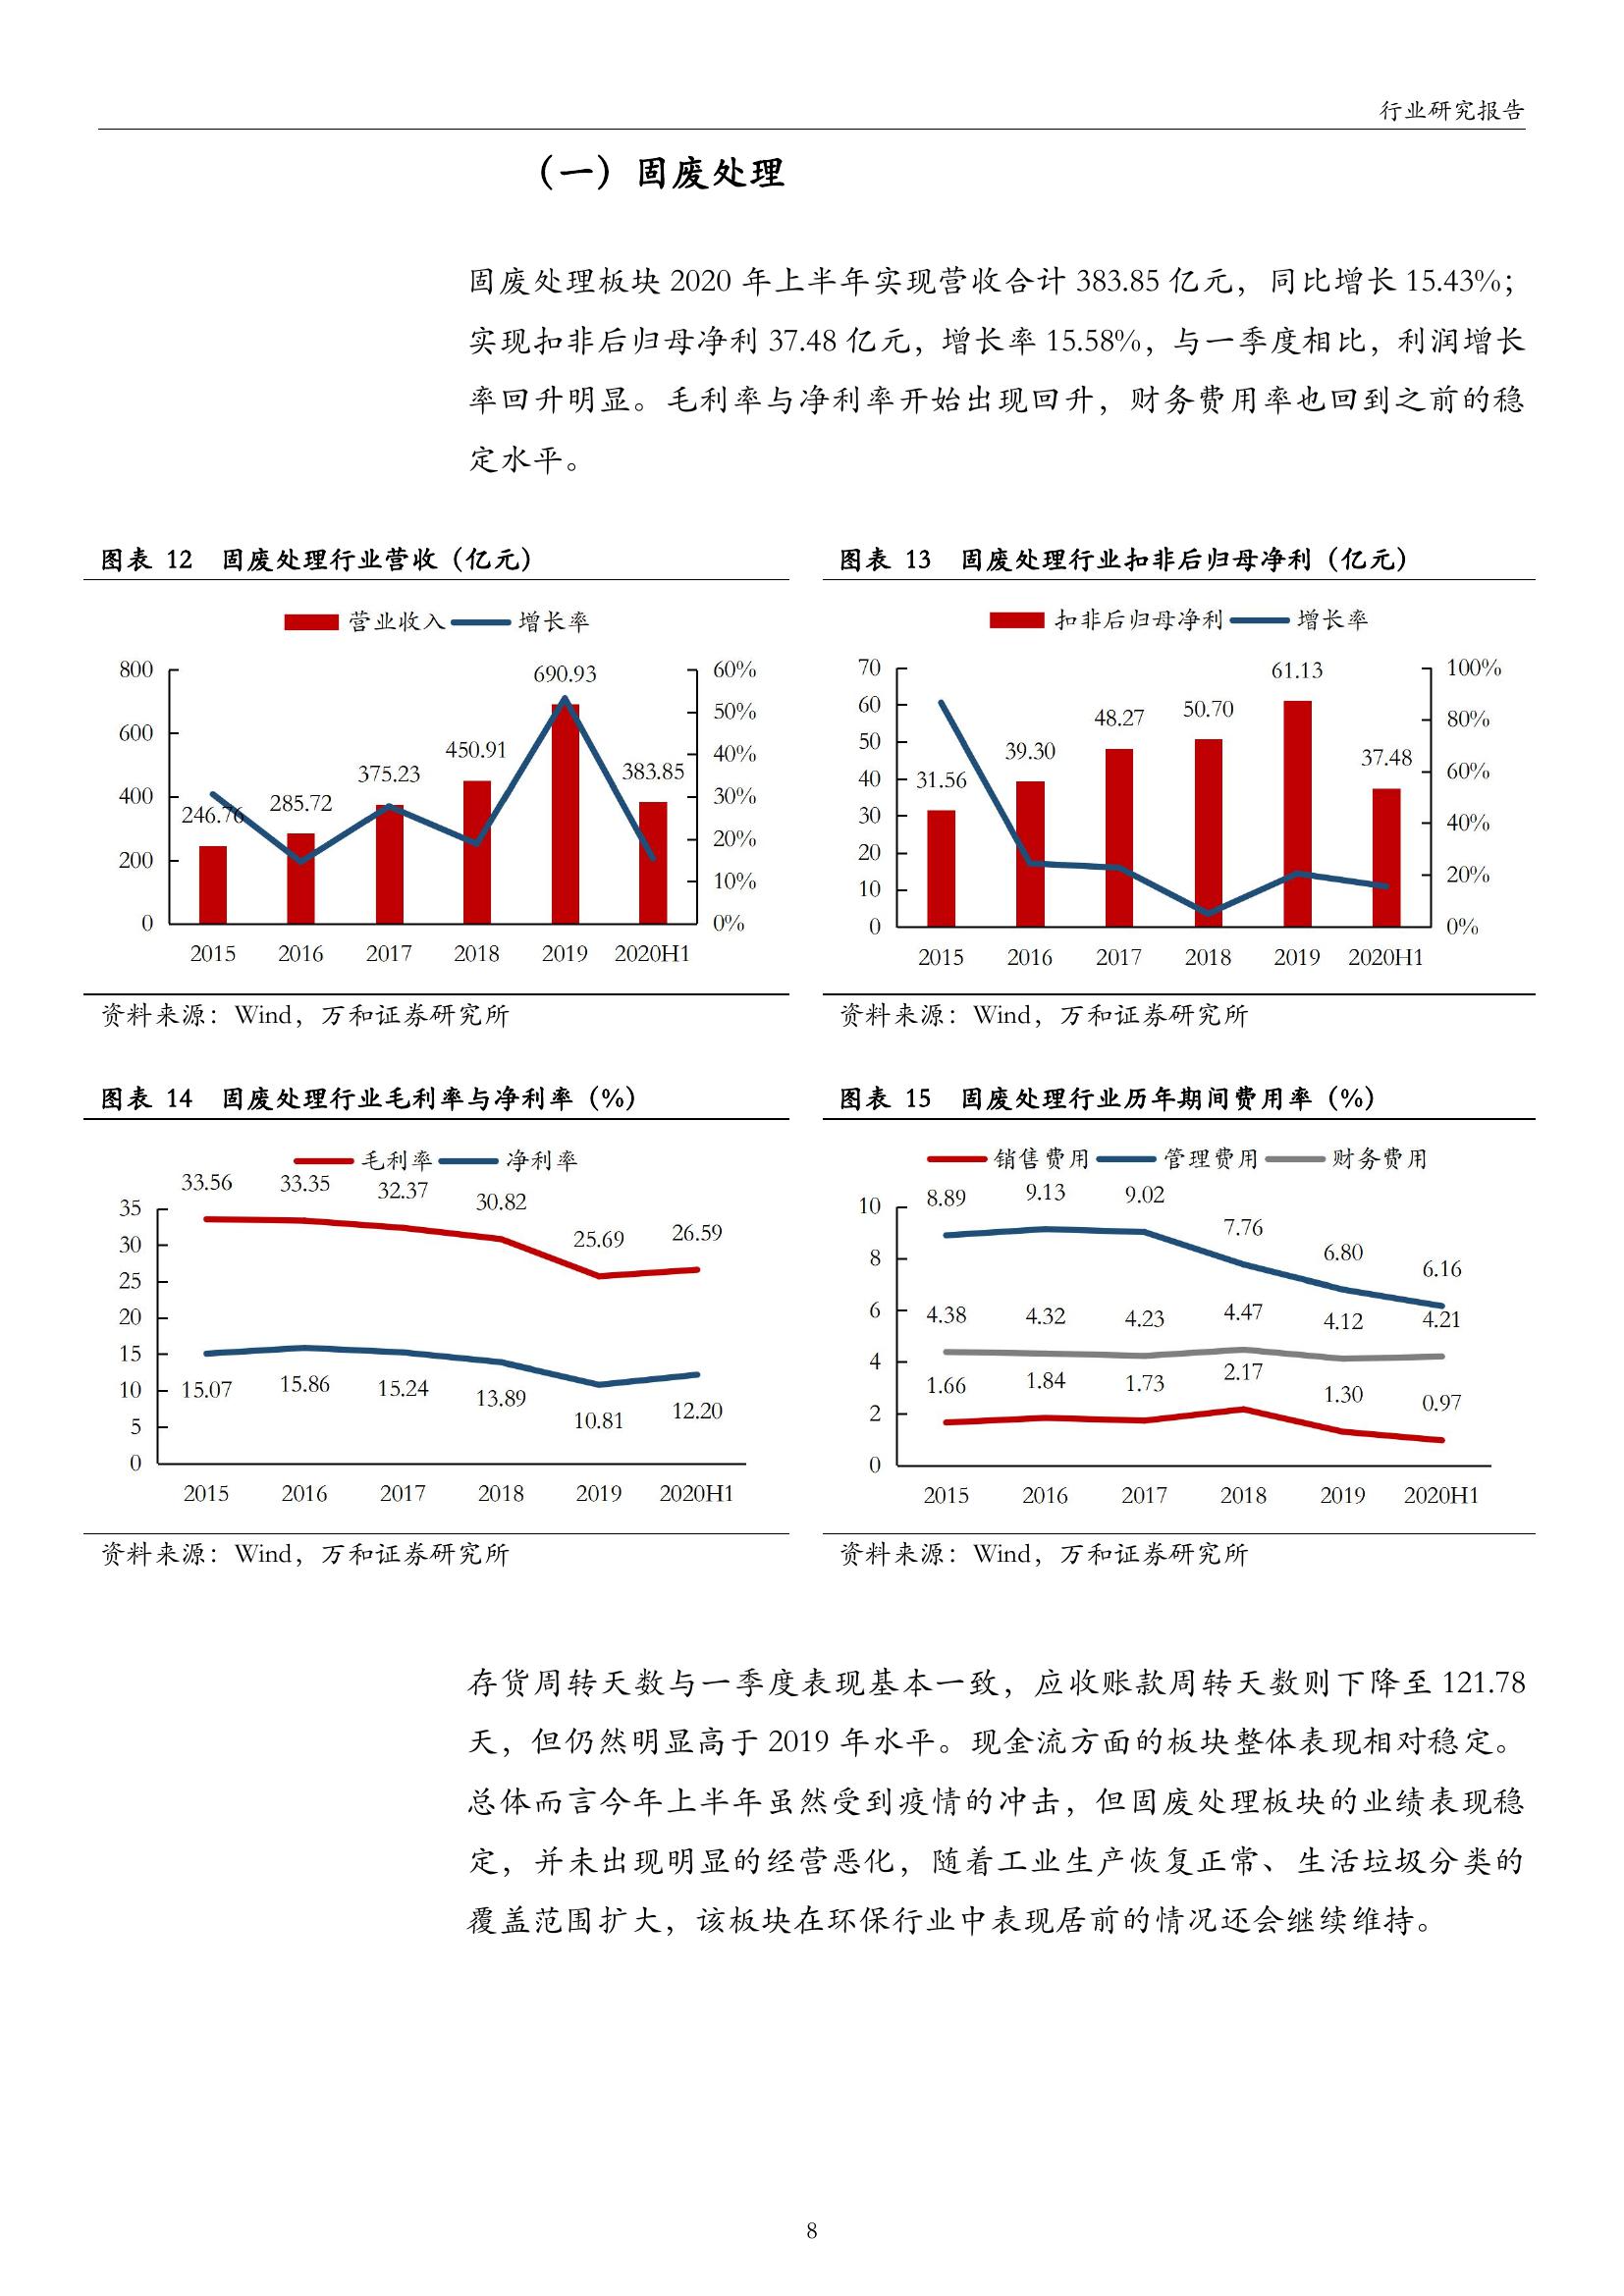 行业研究报告
（一）固废处理
固废处理板块 2020 年上半年实现营收合计 383.85 亿元，同比增长 15.43%；
实现扣非后归母净利 37.48 亿元，增长率 15.58%，与一季度相比，利润增长
率回升明显。毛利率与净利率开始出现回升，财务费用率也回到之前的稳
定水平。
图表 12 固废处理行业营收（亿元）
营业收入 增长率
800
600
400
200
0
60%
50%
40%
30%
20%
10%
0%
246.76
285.72
375.23
450.91
690.93
383.85
2015 2016 2017 2018 2019 2020H1
资料来源：Wind，万和证券研究所
图表 13 固废处理行业扣非后归母净利（亿元）
扣非后归母净利 增长率
70
60
50
40
30
20
10
0
100%
80%
60%
40%
20%
0%
31.56
39.30
48.27
50.70
61.13
37.48
2015 2016 2017 2018 2019 2020H1
资料来源：Wind，万和证券研究所
图表 14 固废处理行业毛利率与净利率（%）
毛利率 净利率
35
30
25
20
15
10
5
0
33.56 33.35 32.37 30.82 25.69 26.59
15.07 15.86 15.24 13.89 10.81 12.20
2015 2016 2017 2018 2019 2020H1
资料来源：Wind，万和证券研究所
图表 15 固废处理行业历年期间费用率（%）
销售费用 管理费用 财务费用
10
8
6
4
2
0
8.89 9.13 9.02 7.76 6.80 6.16
4.38 4.32 4.23 4.47 4.12 4.21
1.66 1.84 1.73 2.17 1.30 0.97
2015 2016 2017 2018 2019 2020H1
资料来源：Wind，万和证券研究所
存货周转天数与一季度表现基本一致，应收账款周转天数则下降至 121.78
天，但仍然明显高于 2019 年水平。现金流方面的板块整体表现相对稳定。
总体而言今年上半年虽然受到疫情的冲击，但固废处理板块的业绩表现稳
定，并未出现明显的经营恶化，随着工业生产恢复正常、生活垃圾分类的
覆盖范围扩大，该板块在环保行业中表现居前的情况还会继续维持。
8